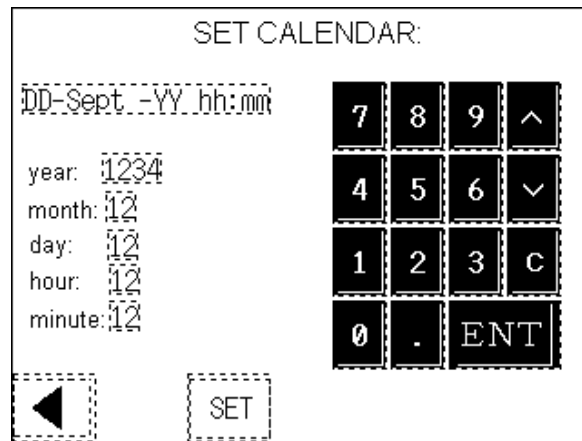 SET CALENDAR:
DD-Sept -YY hh:mm
year: 1234
month: 12
day: 12
hour: 12
minute: 12
7 8 9 ^
4 5 6 v
1 2 3 C
0 . ENT
SET